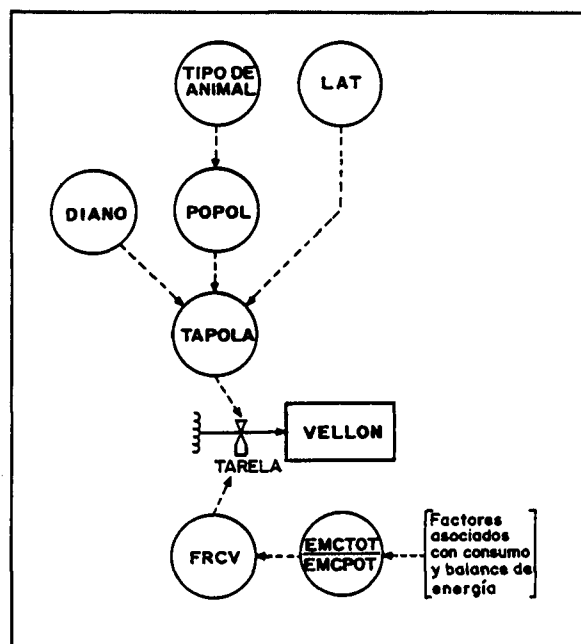 TIPO DE
ANIMAL
LAT
DIANO
POPOL
TAPOLA
VELLON
TARELA
FRCV
EMCTOT
EMCPOT
Factores
asociados
con consumo
y balance de
energía